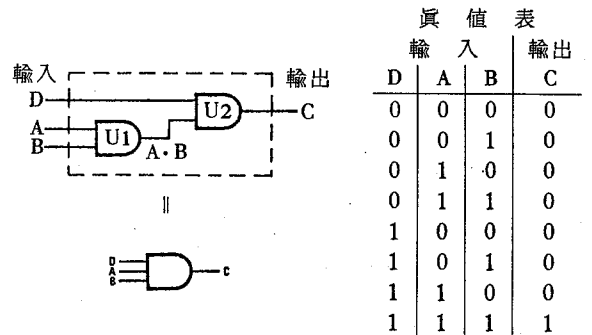 輸入
輸出
D
A
B
U1
U2
A·B
C
||
D
A
B
C
眞 值 表
輸 入 輸出
D A B C
0 0 0 0
0 0 1 0
0 1 0 0
0 1 1 0
1 0 0 0
1 0 1 0
1 1 0 0
1 1 1 1